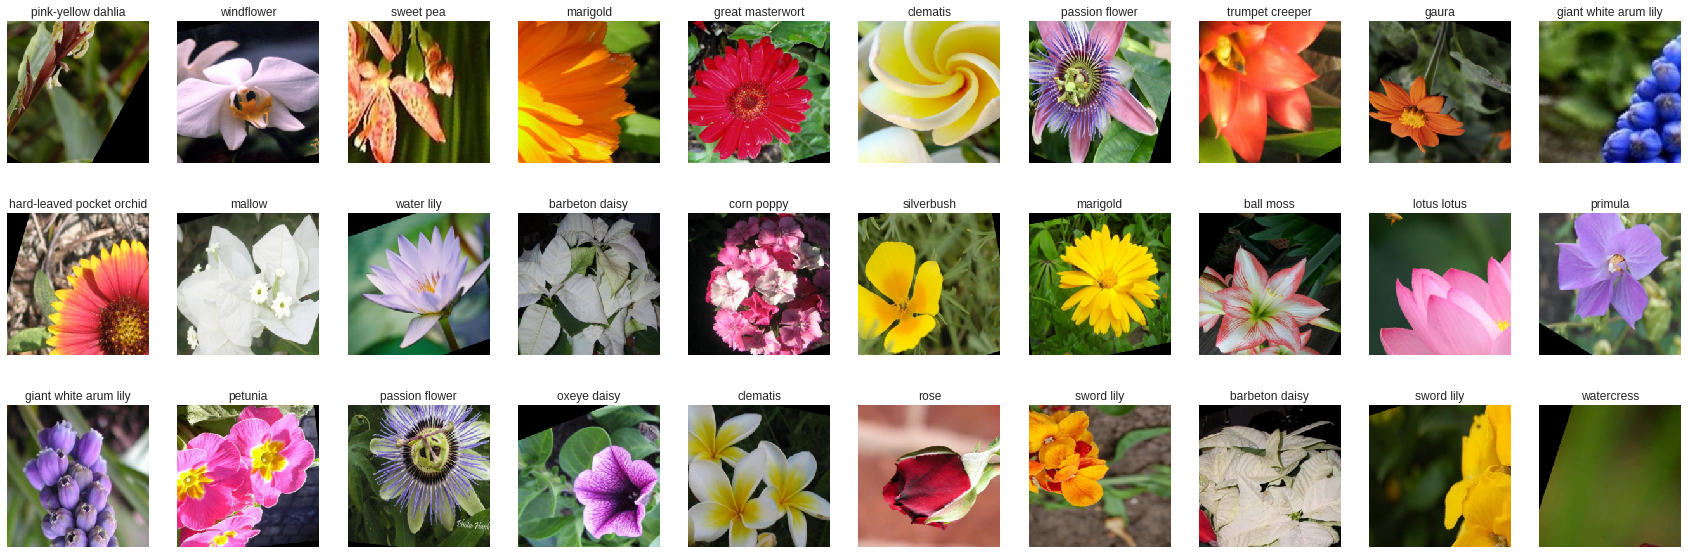 pink-yellow dahlia
windflower
sweet pea
marigold
great masterwort
clematis
passion flower
trumpet creeper
gaura
giant white arum lily
hard-leaved pocket orchid
mallow
water lily
barbeton daisy
corn poppy
silverbush
marigold
ball moss
lotus lotus
primula
giant white arum lily
petunia
passion flower
oxeye daisy
clematis
rose
sword lily
barbeton daisy
sword lily
watercress